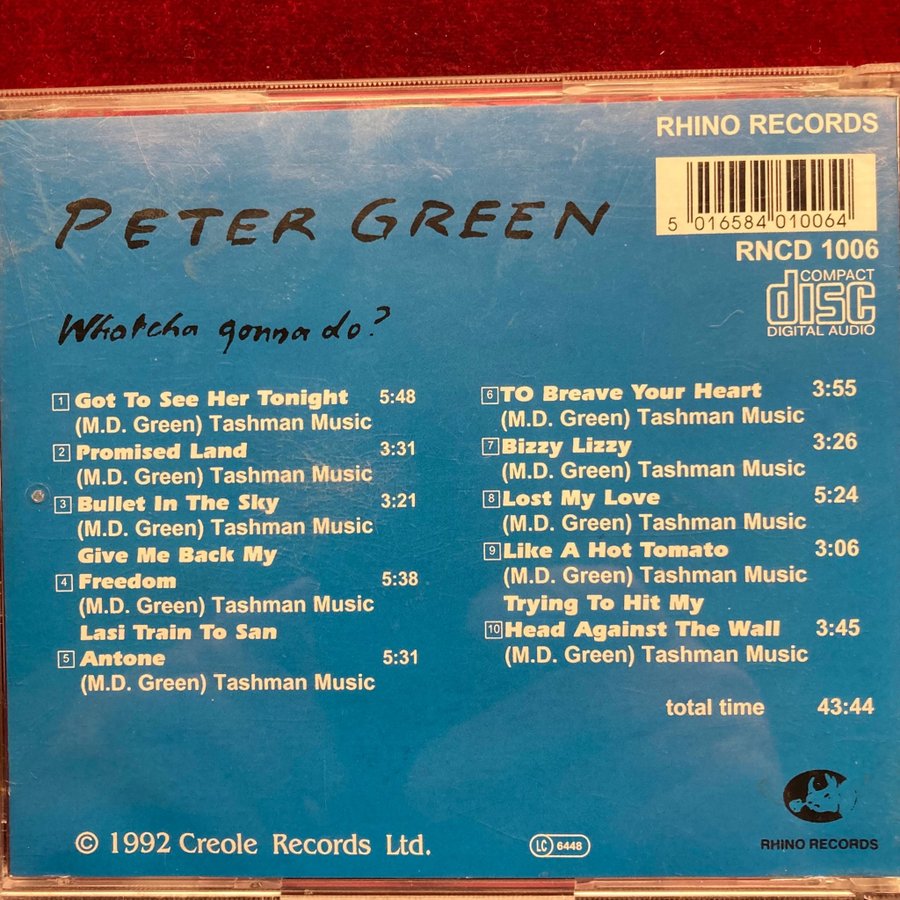 RHINO RECORDS
5 016584 010064
RNCD 1006
COMPACT
disc
DIGITAL AUDIO
PETER GREEN
Whatcha gonna do?
1 Got To See Her Tonight 5:48
(M.D. Green) Tashman Music
2 Promised Land 3:31
(M.D. Green) Tashman Music
3 Bullet In The Sky 3:21
(M.D. Green) Tashman Music
Give Me Back My
4 Freedom 5:38
(M.D. Green) Tashman Music
Lasi Train To San
5 Antone 5:31
(M.D. Green) Tashman Music
6 TO Breave Your Heart 3:55
(M.D. Green) Tashman Music
7 Bizzy Lizzy 3:26
(M.D. Green) Tashman Music
8 Lost My Love 5:24
(M.D. Green) Tashman Music
9 Like A Hot Tomato 3:06
(M.D. Green) Tashman Music
Trying To Hit My
10 Head Against The Wall 3:45
(M.D. Green) Tashman Music
total time 43:44
© 1992 Creole Records Ltd.
LC 6448
RHINO RECORDS